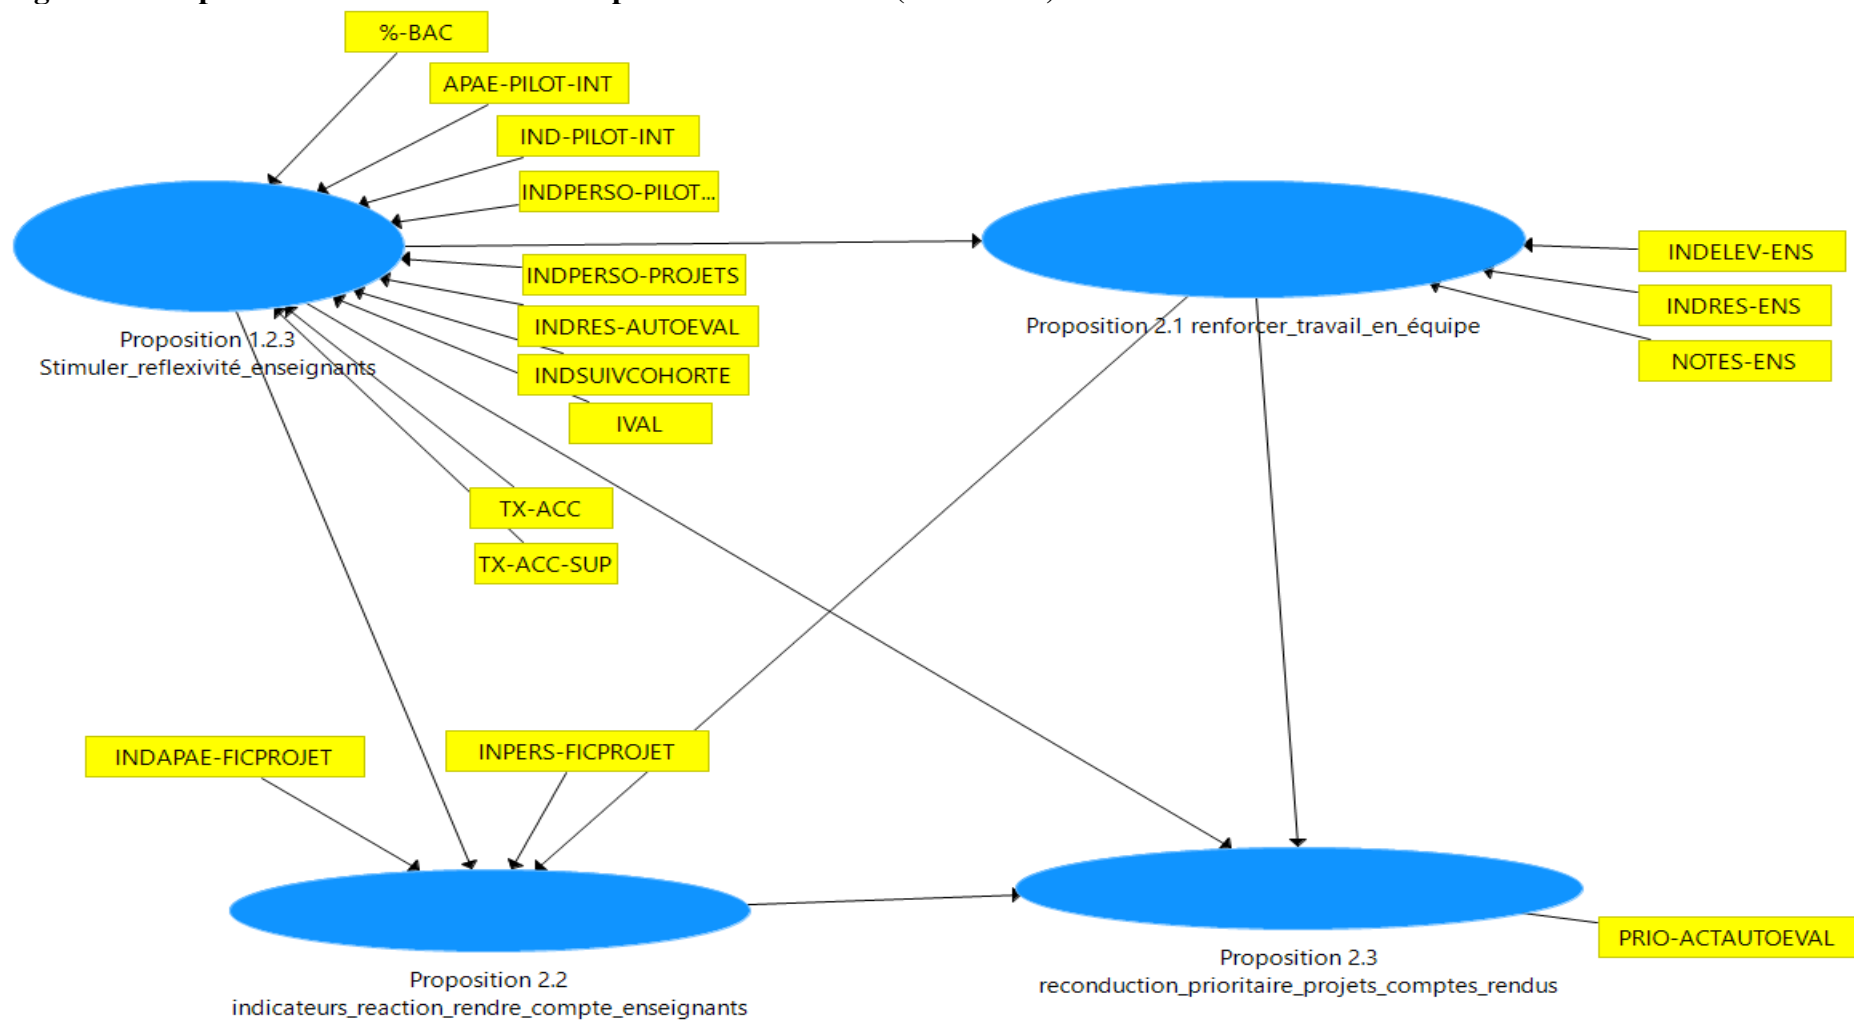 %-BAC
APAE-PILOT-INT
IND-PILOT-INT
INDPERSO-PILOT...
INDPERSO-PROJETS
INDRES-AUTOEVAL
INDSUIVCOHORTE
IVAL
TX-ACC
TX-ACC-SUP
Proposition 1.2.3
Stimuler_reflexivité_enseignants
Proposition 2.1 renforcer_travail_en_équipe
INDELEV-ENS
INDRES-ENS
NOTES-ENS
INDAPAE-FICPROJET
INPERS-FICPROJET
Proposition 2.2
indicateurs_reaction_rendre_compte_enseignants
Proposition 2.3
reconduction_prioritaire_projets_comptes_rendus
PRIO-ACTAUTOEVAL